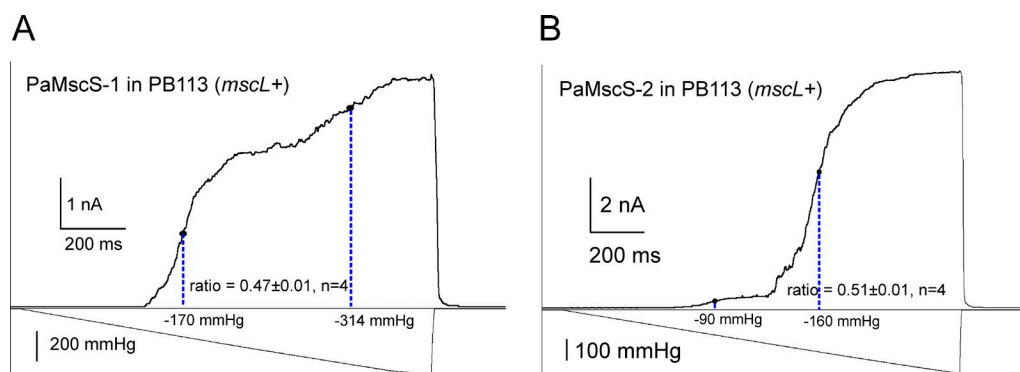 A
PaMscS-1 in PB113 (mscL+)
1 nA
200 ms
ratio = 0.47±0.01, n=4
-170 mmHg
-314 mmHg
200 mmHg
B
PaMscS-2 in PB113 (mscL+)
2 nA
200 ms
ratio = 0.51±0.01, n=4
-90 mmHg
-160 mmHg
100 mmHg